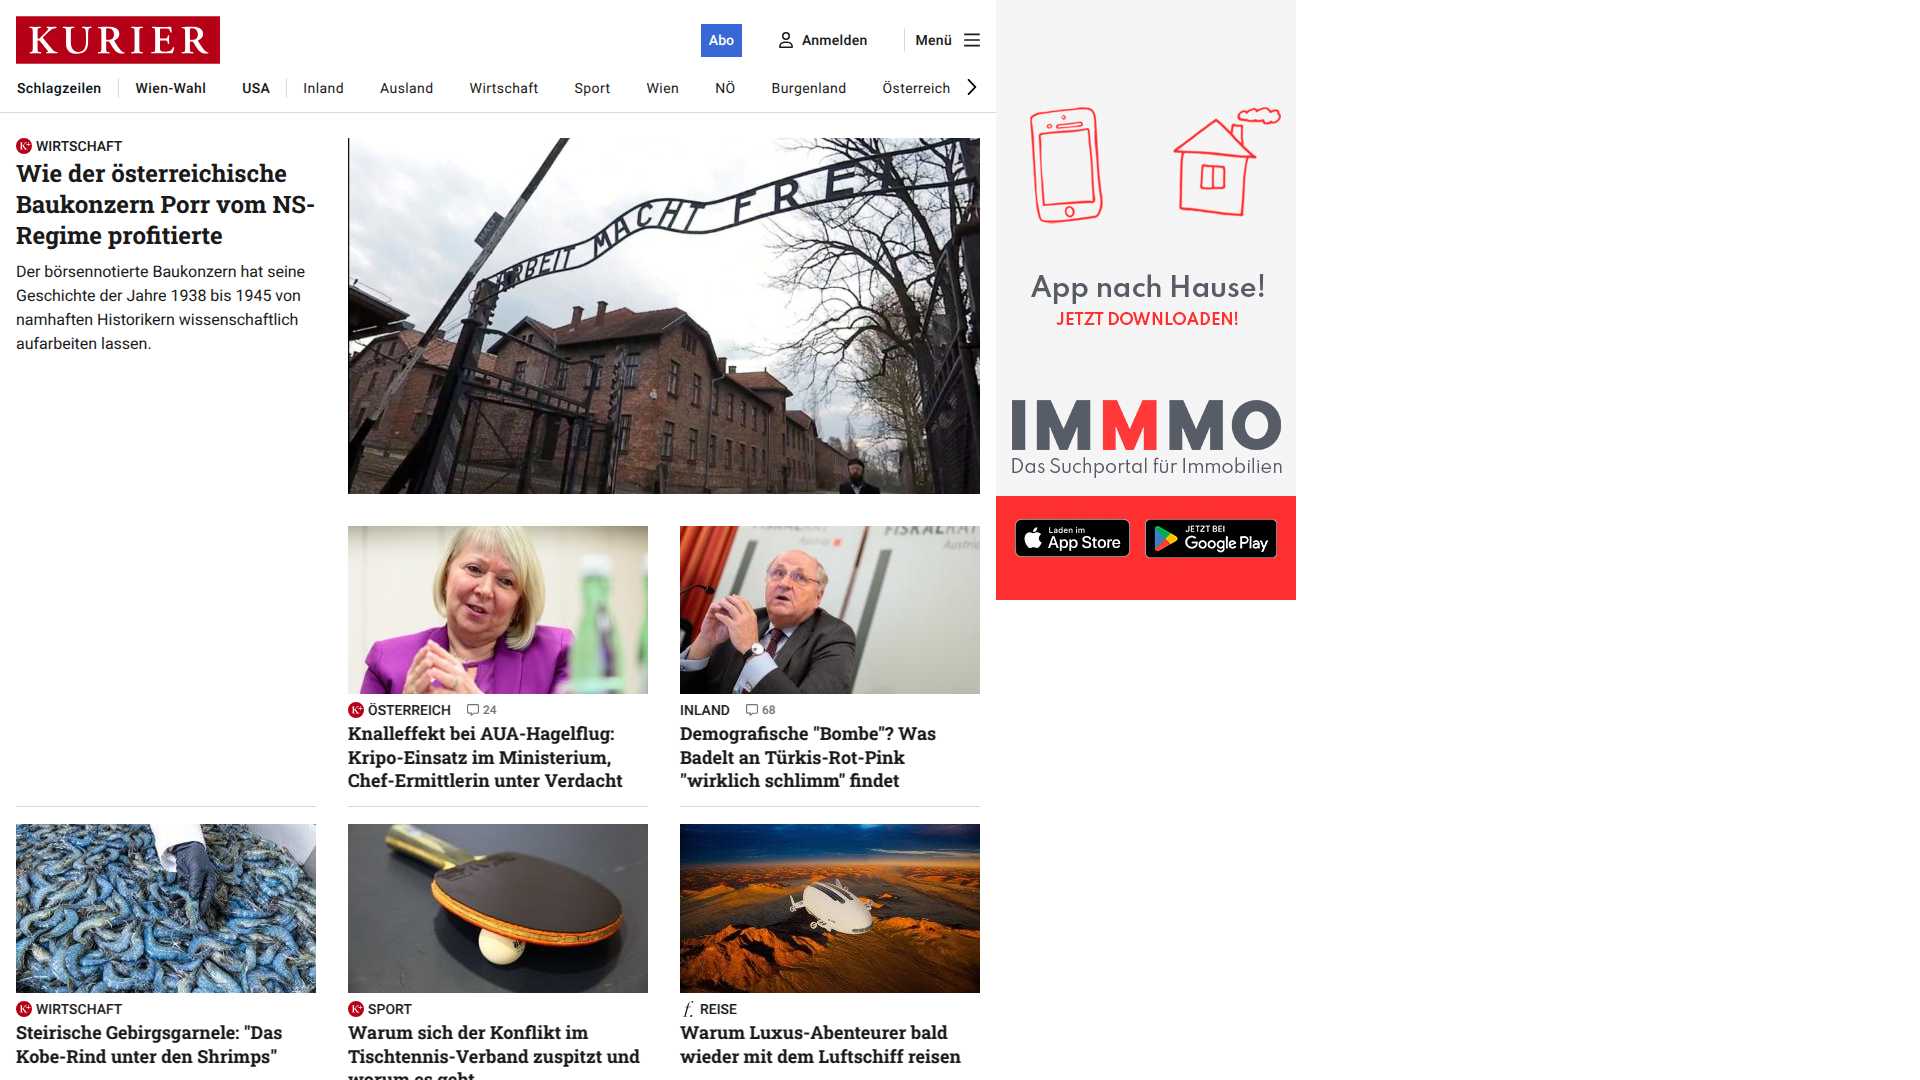 KURIER
Abo
Anmelden
Menü
Schlagzeilen
Wien-Wahl
USA
Inland
Ausland
Wirtschaft
Sport
Wien
NÖ
Burgenland
Österreich
K+ WIRTSCHAFT
Wie der österreichische
Baukonzern Porr vom NS-
Regime profitierte
Der börsennotierte Baukonzern hat seine
Geschichte der Jahre 1938 bis 1945 von
namhaften Historikern wissenschaftlich
aufarbeiten lassen.
ARBEIT MACHT FREI
App nach Hause!
JETZT DOWNLOADEN!
IMMMO
Das Suchportal für Immobilien
Laden im
App Store
JETZT BEI
Google Play
FISKALRAT
Austria
K+ ÖSTERREICH 24
Knalleffekt bei AUA-Hagelflug:
Kripo-Einsatz im Ministerium,
Chef-Ermittlerin unter Verdacht
INLAND 68
Demografische "Bombe"? Was
Badelt an Türkis-Rot-Pink
"wirklich schlimm" findet
K+ WIRTSCHAFT
Steirische Gebirgsgarnele: "Das
Kobe-Rind unter den Shrimps"
K+ SPORT
Warum sich der Konflikt im
Tischtennis-Verband zuspitzt und
worum es geht
f. REISE
Warum Luxus-Abenteurer bald
wieder mit dem Luftschiff reisen